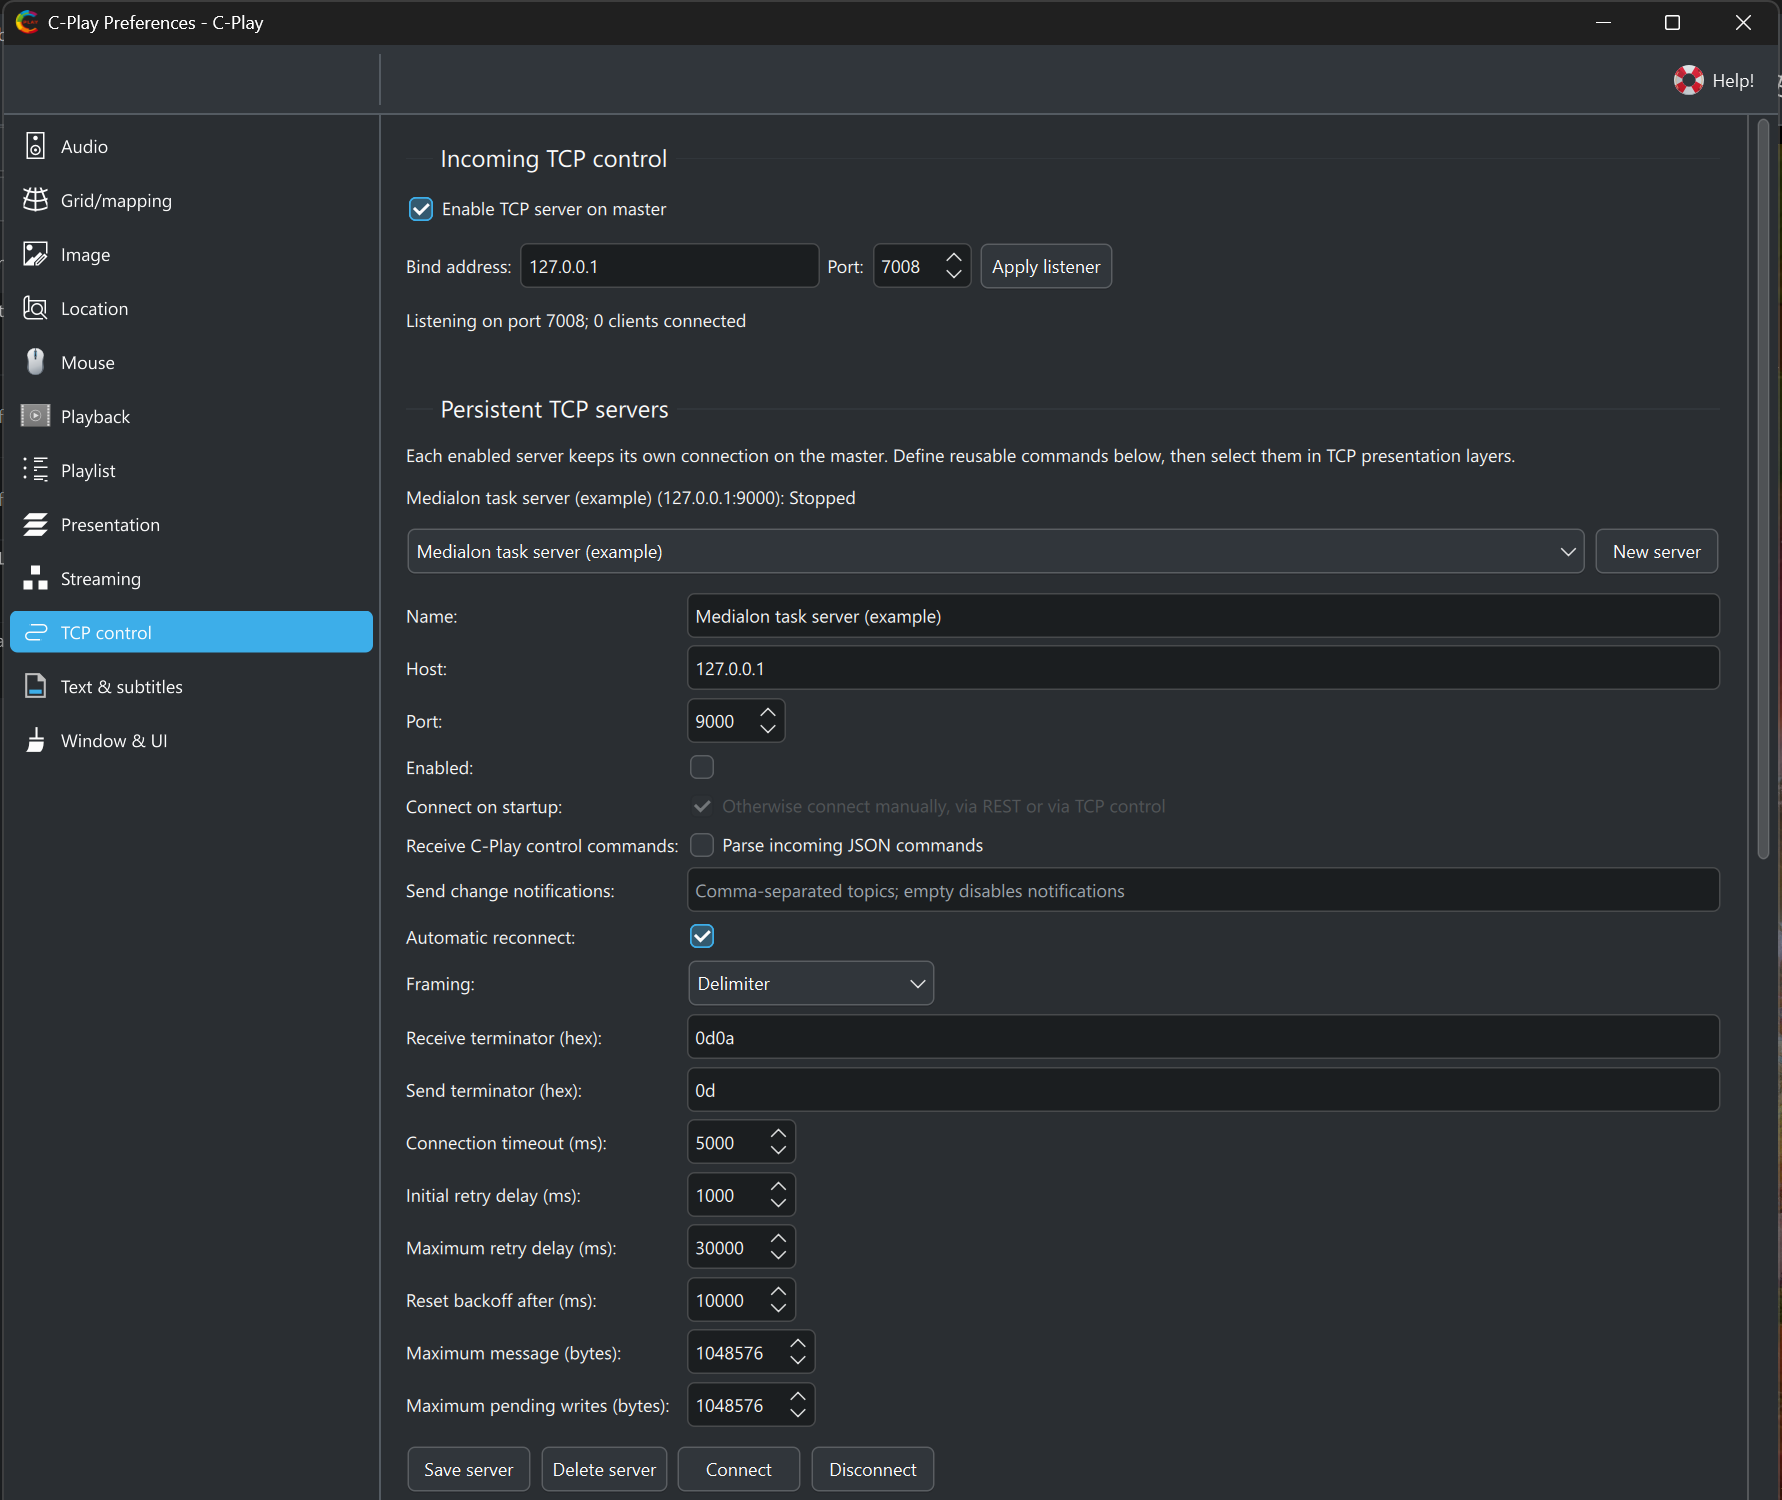 C-Play Preferences - C-Play
Help!
Audio
Grid/mapping
Image
Location
Mouse
Playback
Playlist
Presentation
Streaming
TCP control
Text & subtitles
Window & UI
Incoming TCP control
Enable TCP server on master
Bind address: 127.0.0.1 Port: 7008 Apply listener
Listening on port 7008; 0 clients connected
Persistent TCP servers
Each enabled server keeps its own connection on the master. Define reusable commands below, then select them in TCP presentation layers.
Medialon task server (example) (127.0.0.1:9000): Stopped
Medialon task server (example) New server
Name: Medialon task server (example)
Host: 127.0.0.1
Port: 9000
Enabled:
Connect on startup: Otherwise connect manually, via REST or via TCP control
Receive C-Play control commands: Parse incoming JSON commands
Send change notifications: Comma-separated topics; empty disables notifications
Automatic reconnect:
Framing: Delimiter
Receive terminator (hex): 0d0a
Send terminator (hex): 0d
Connection timeout (ms): 5000
Initial retry delay (ms): 1000
Maximum retry delay (ms): 30000
Reset backoff after (ms): 10000
Maximum message (bytes): 1048576
Maximum pending writes (bytes): 1048576
Save server Delete server Connect Disconnect